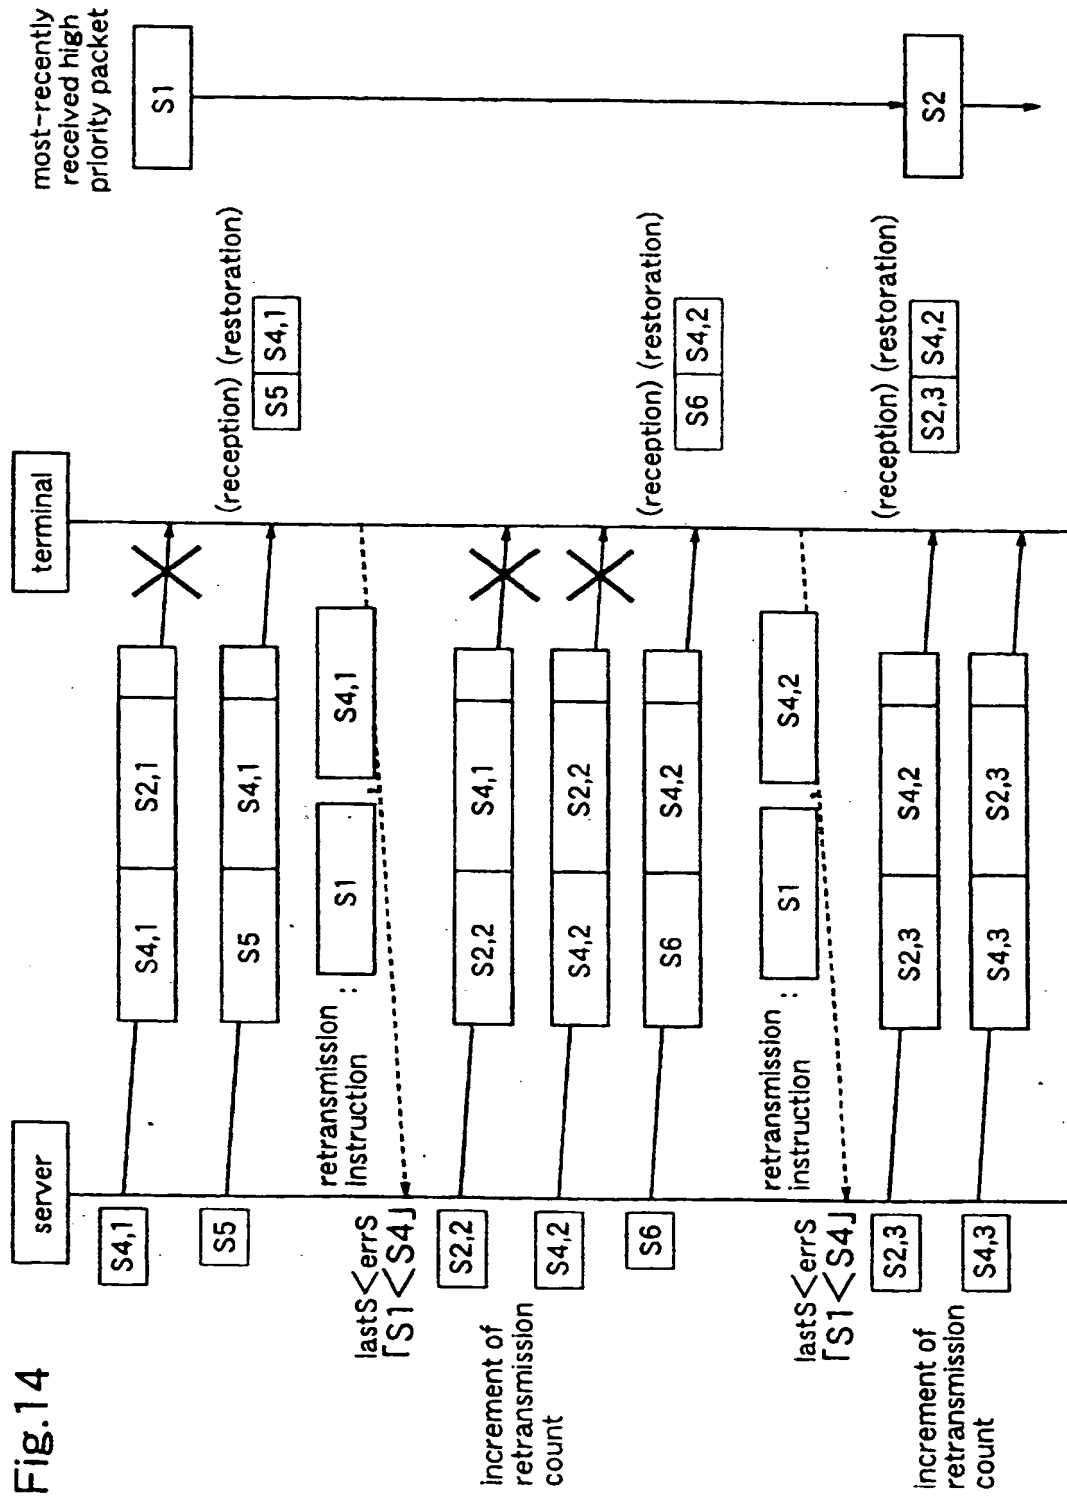 Fig.14
server
terminal
most-recently
received high
priority packet
S1
S4,1
S4,1
S2,1
S5
S5
S4,1
(reception) (restoration)
S5
S4,1
retransmission
instruction
:
S1
,
S4,1
lastS<errS
「S1<S4」
increment of
retransmission
count
S2,2
S2,2
S4,1
S4,2
S4,2
S2,2
S6
S6
S4,2
(reception) (restoration)
S6
S4,2
retransmission
instruction
:
S1
,
S4,2
lastS<errS
「S1<S4」
increment of
retransmission
count
S2,3
S2,3
S4,2
(reception) (restoration)
S2,3
S4,2
S2
S4,3
S4,3
S2,3